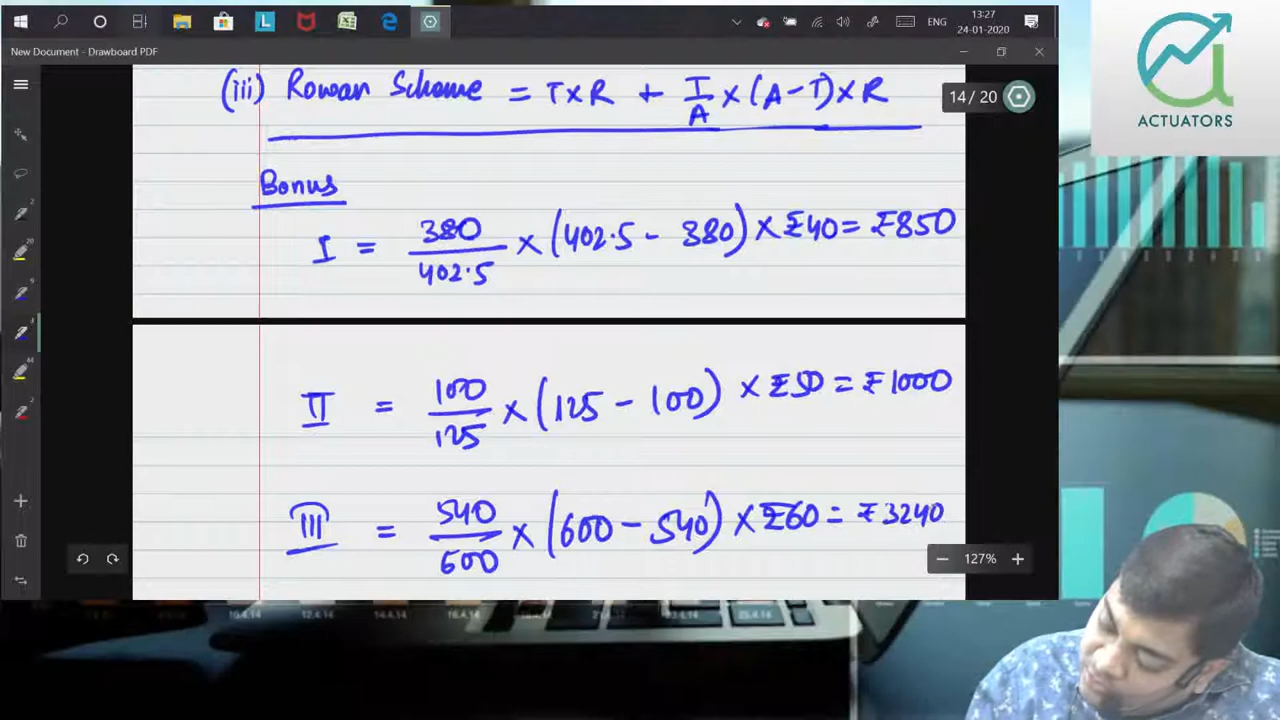 ENG
13:27
24-01-2020
New Document - Drawboard PDF
ACTUATORS
14 / 20
(iii) Rowan Scheme = T×R + T/A × (A-T)×R
Bonus
I = 380/402.5 × (402.5 - 380) × ₹40 = ₹850
II = 100/125 × (125 - 100) × ₹50 = ₹1000
III = 540/600 × (600 - 540) × ₹60 = ₹3240
127%